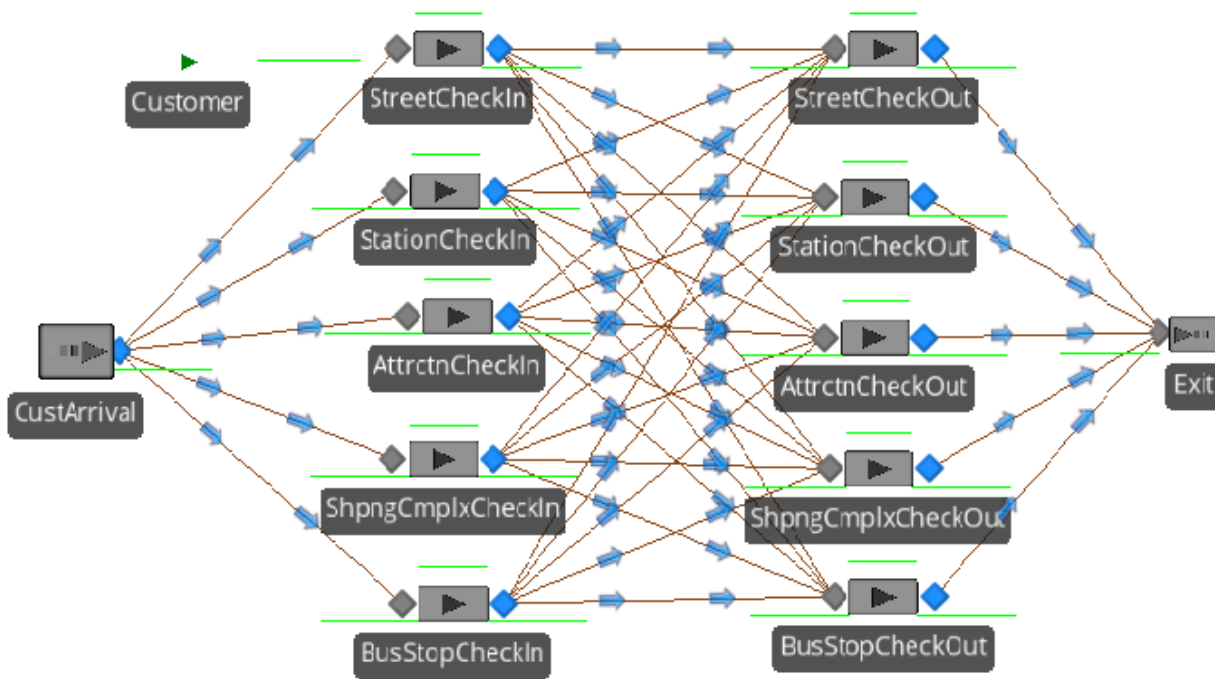 Customer
StreetCheckIn
StreetCheckOut
StationCheckIn
StationCheckOut
AttrctnCheckIn
AttrctnCheckOut
CustArrival
Exit
ShpngCmplxCheckIn
ShpngCmplxCheckOut
BusStopCheckIn
BusStopCheckOut